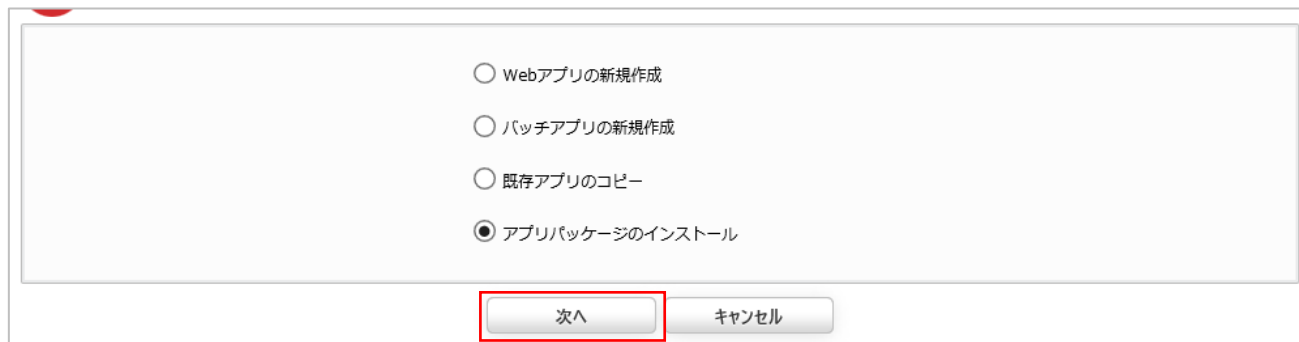 Webアプリの新規作成
バッチアプリの新規作成
既存アプリのコピー
アプリパッケージのインストール
次へ キャンセル